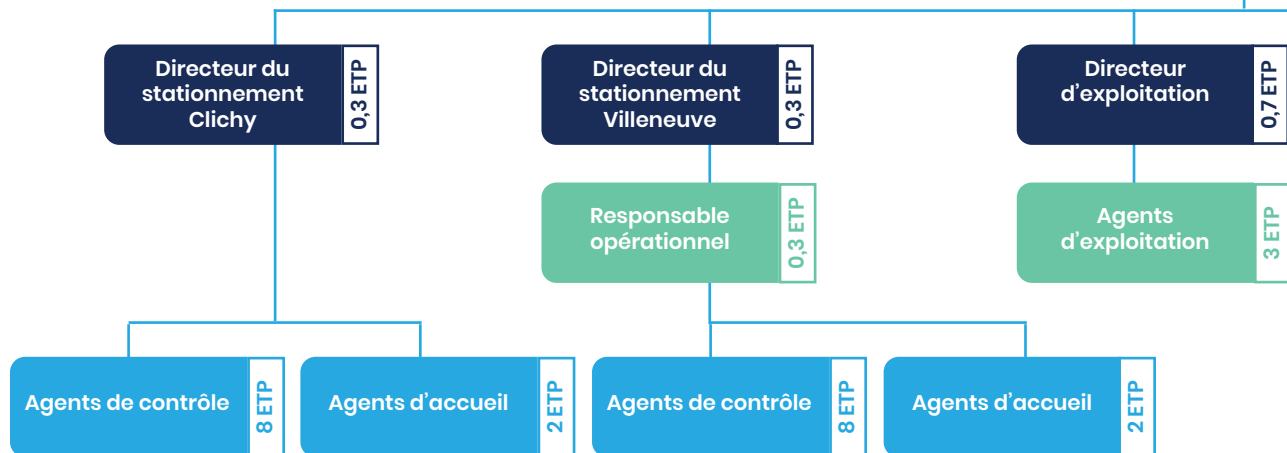 Directeur du
stationnement
Clichy
0,3 ETP
Directeur du
stationnement
Villeneuve
0,3 ETP
Directeur
d’exploitation
0,7 ETP
Responsable
opérationnel
0,3 ETP
Agents
d’exploitation
3 ETP
Agents de contrôle
8 ETP
Agents d’accueil
2 ETP
Agents de contrôle
8 ETP
Agents d’accueil
2 ETP